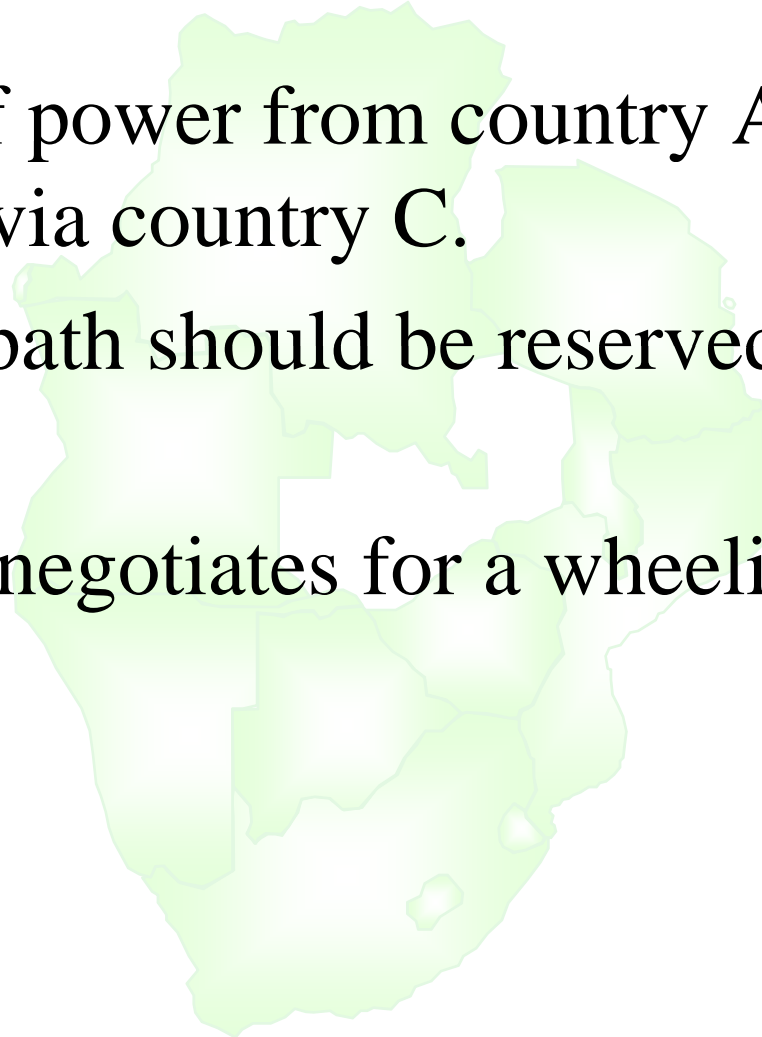 f power from country A
via country C.
path should be reserved
negotiates for a wheeli